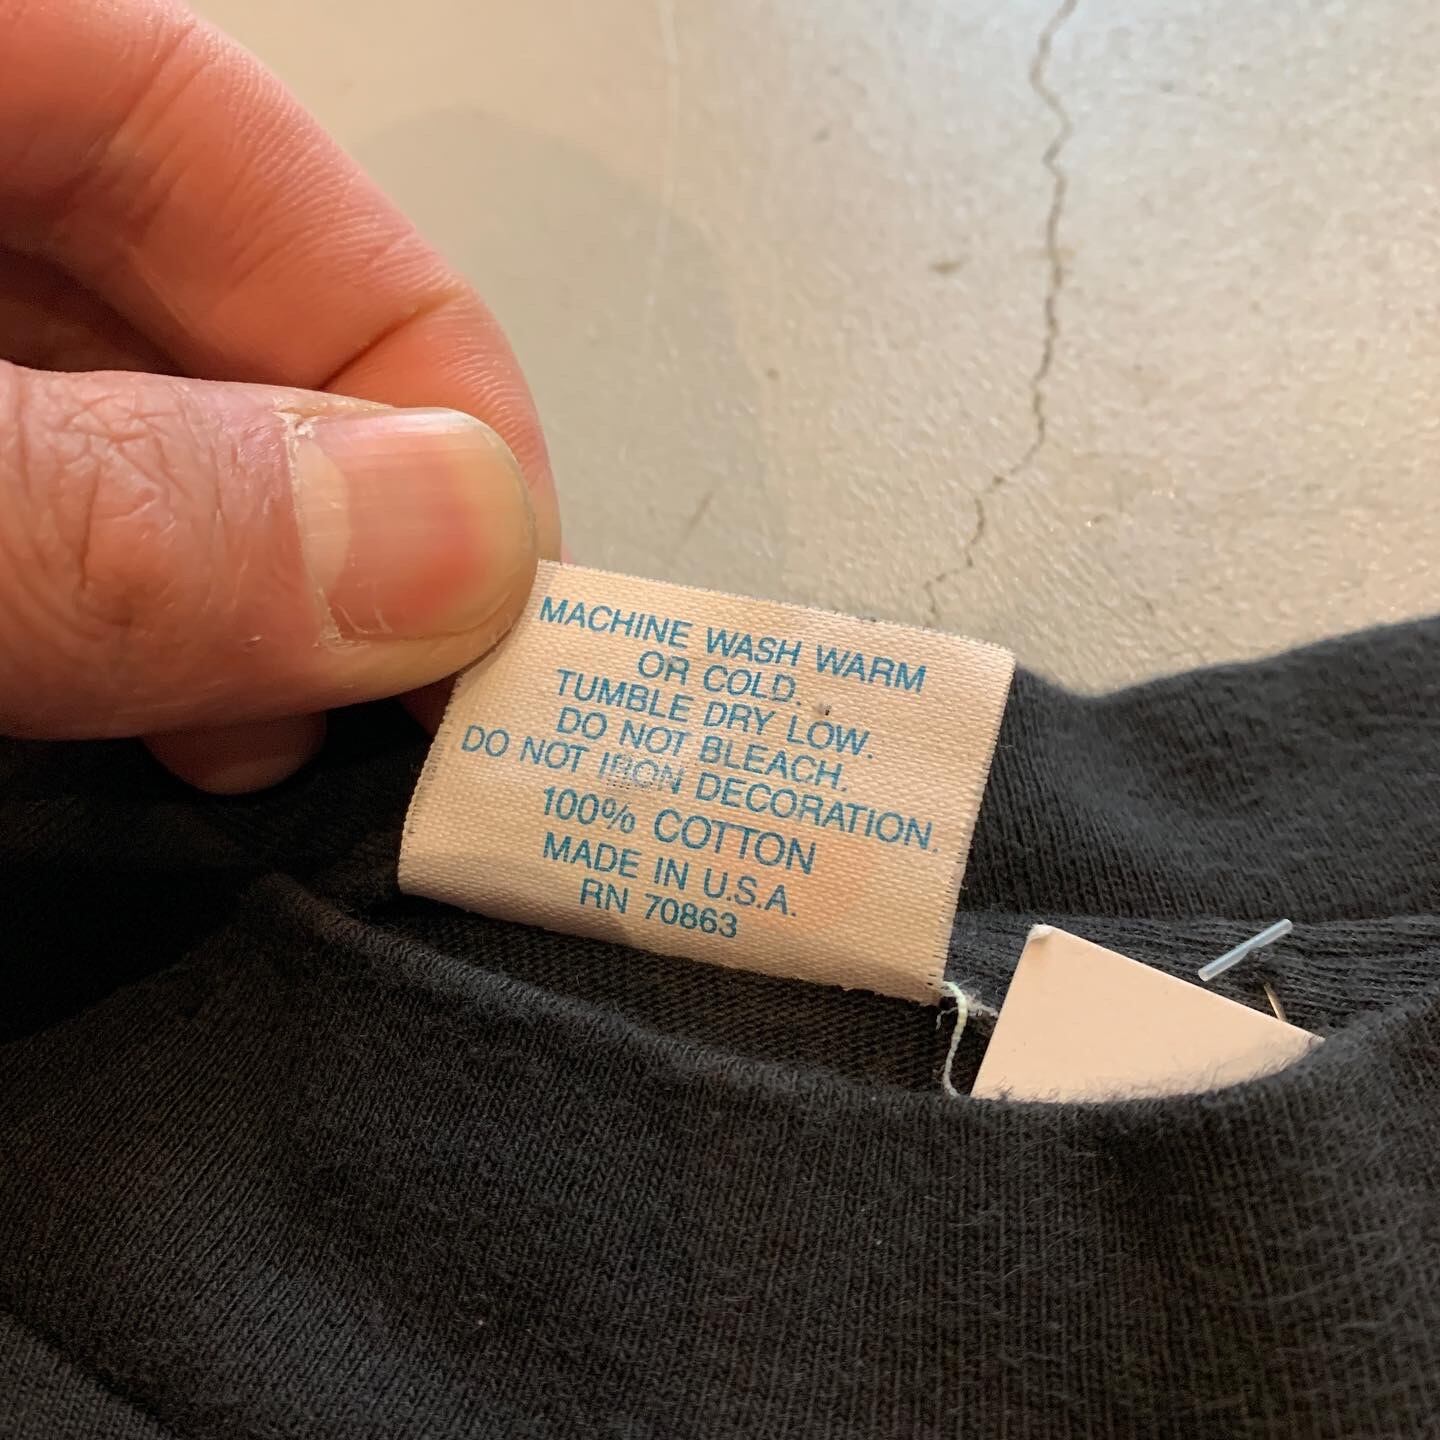 MACHINE WASH WARM
OR COLD.
TUMBLE DRY LOW.
DO NOT BLEACH.
DO NOT IRON DECORATION.
100% COTTON
MADE IN U.S.A.
RN 70863